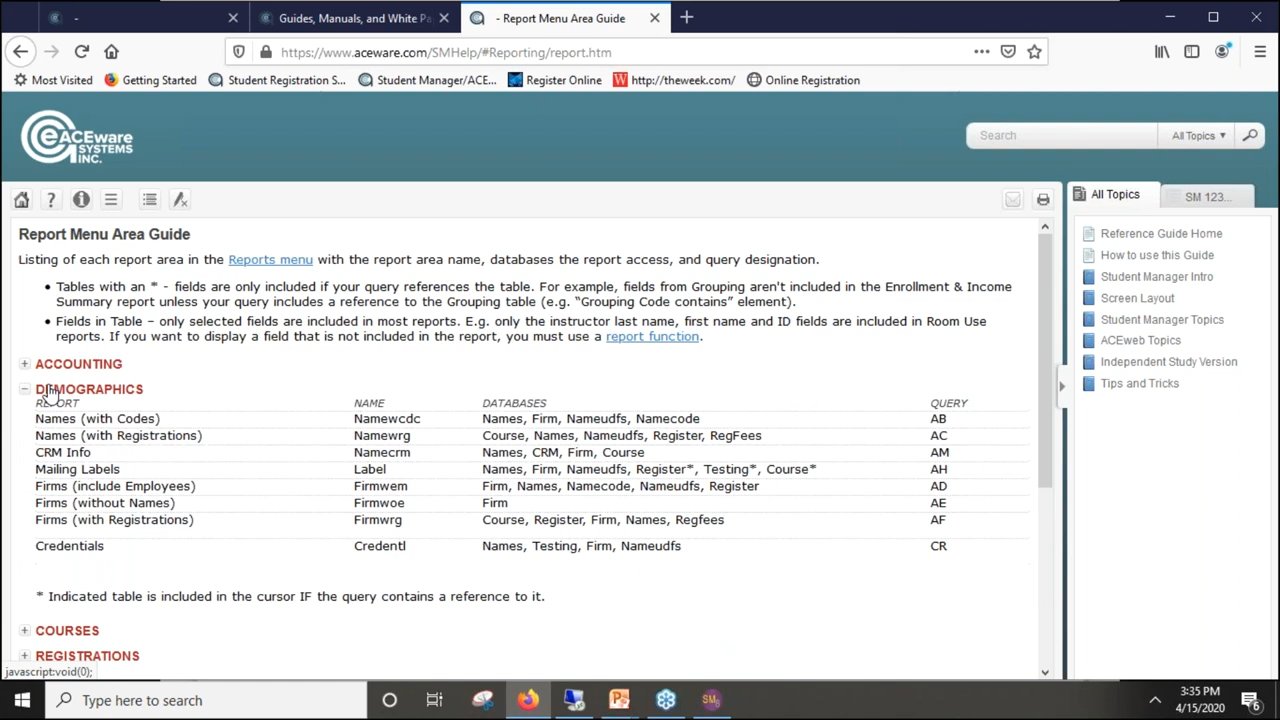 -
Guides, Manuals, and White Pa
- Report Menu Area Guide
https://www.aceware.com/SMHelp/#Reporting/report.htm
Most Visited
Getting Started
Student Registration S...
Student Manager/ACE...
Register Online
W http://theweek.com/
Online Registration
ACEware
SYSTEMS
INC.
Search
All Topics
?
All Topics
SM 123...
Report Menu Area Guide
Listing of each report area in the Reports menu with the report area name, databases the report access, and query designation.
• Tables with an * - fields are only included if your query references the table. For example, fields from Grouping aren't included in the Enrollment & Income
Summary report unless your query includes a reference to the Grouping table (e.g. “Grouping Code contains” element).
• Fields in Table – only selected fields are included in most reports. E.g. only the instructor last name, first name and ID fields are included in Room Use
reports. If you want to display a field that is not included in the report, you must use a report function.
ACCOUNTING
DEMOGRAPHICS
REPORT NAME DATABASES QUERY
Names (with Codes) Namewcdc Names, Firm, Nameudfs, Namecode AB
Names (with Registrations) Namewrg Course, Names, Nameudfs, Register, RegFees AC
CRM Info Namecrm Names, CRM, Firm, Course AM
Mailing Labels Label Names, Firm, Nameudfs, Register*, Testing*, Course* AH
Firms (include Employees) Firmwem Firm, Names, Namecode, Nameudfs, Register AD
Firms (without Names) Firmwoe Firm AE
Firms (with Registrations) Firmwrg Course, Register, Firm, Names, Regfees AF
Credentials Credentl Names, Testing, Firm, Nameudfs CR
* Indicated table is included in the cursor IF the query contains a reference to it.
COURSES
REGISTRATIONS
Reference Guide Home
How to use this Guide
Student Manager Intro
Screen Layout
Student Manager Topics
ACEweb Topics
Independent Study Version
Tips and Tricks
javascript:void(0);
Type here to search
SM
3:35 PM
4/15/2020
6